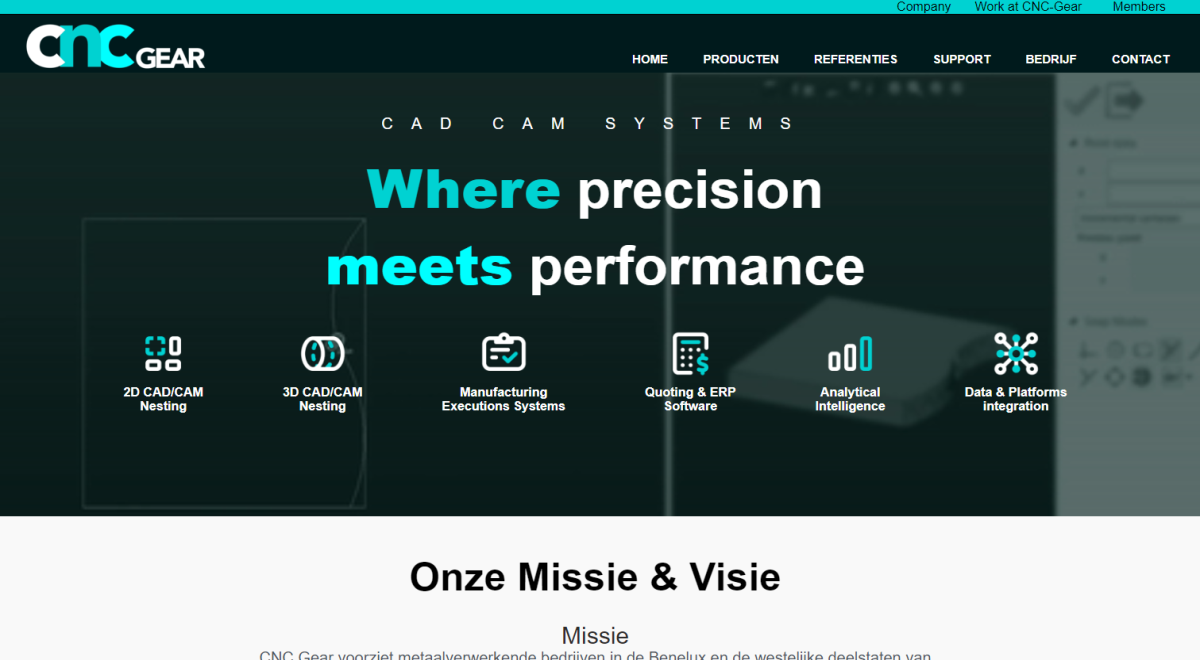 Company Work at CNC-Gear Members
cnc GEAR
HOME PRODUCTEN REFERENTIES SUPPORT BEDRIJF CONTACT
CAD CAM SYSTEMS
Where precision
meets performance
2D CAD/CAM
Nesting
3D CAD/CAM
Nesting
Manufacturing
Executions Systems
Quoting & ERP
Software
Analytical
Intelligence
Data & Platforms
integration
Onze Missie & Visie
Missie
CNC Gear voorziet metaalverwerkende bedrijven in de Benelux en de westelijke deelstaten van